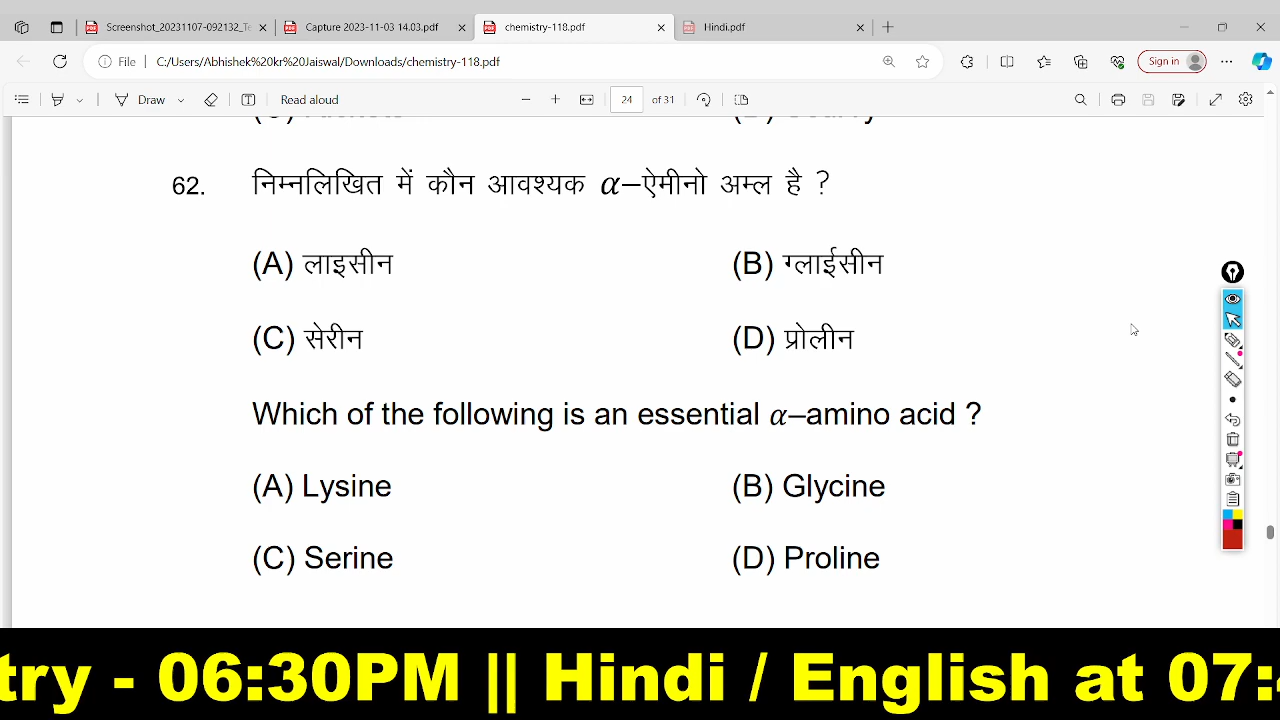 Screenshot_20231107-092132_Te
Capture 2023-11-03 14.03.pdf
chemistry-118.pdf
Hindi.pdf
File
C:/Users/Abhishek%20kr%20Jaiswal/Downloads/chemistry-118.pdf
Sign in
Draw
Read aloud
24 of 31
62. निम्नलिखित में कौन आवश्यक α–ऐमीनो अम्ल है ?
(A) लाइसीन (B) ग्लाईसीन
(C) सेरीन (D) प्रोलीन
Which of the following is an essential α–amino acid ?
(A) Lysine (B) Glycine
(C) Serine (D) Proline
try - 06:30PM || Hindi / English at 07: